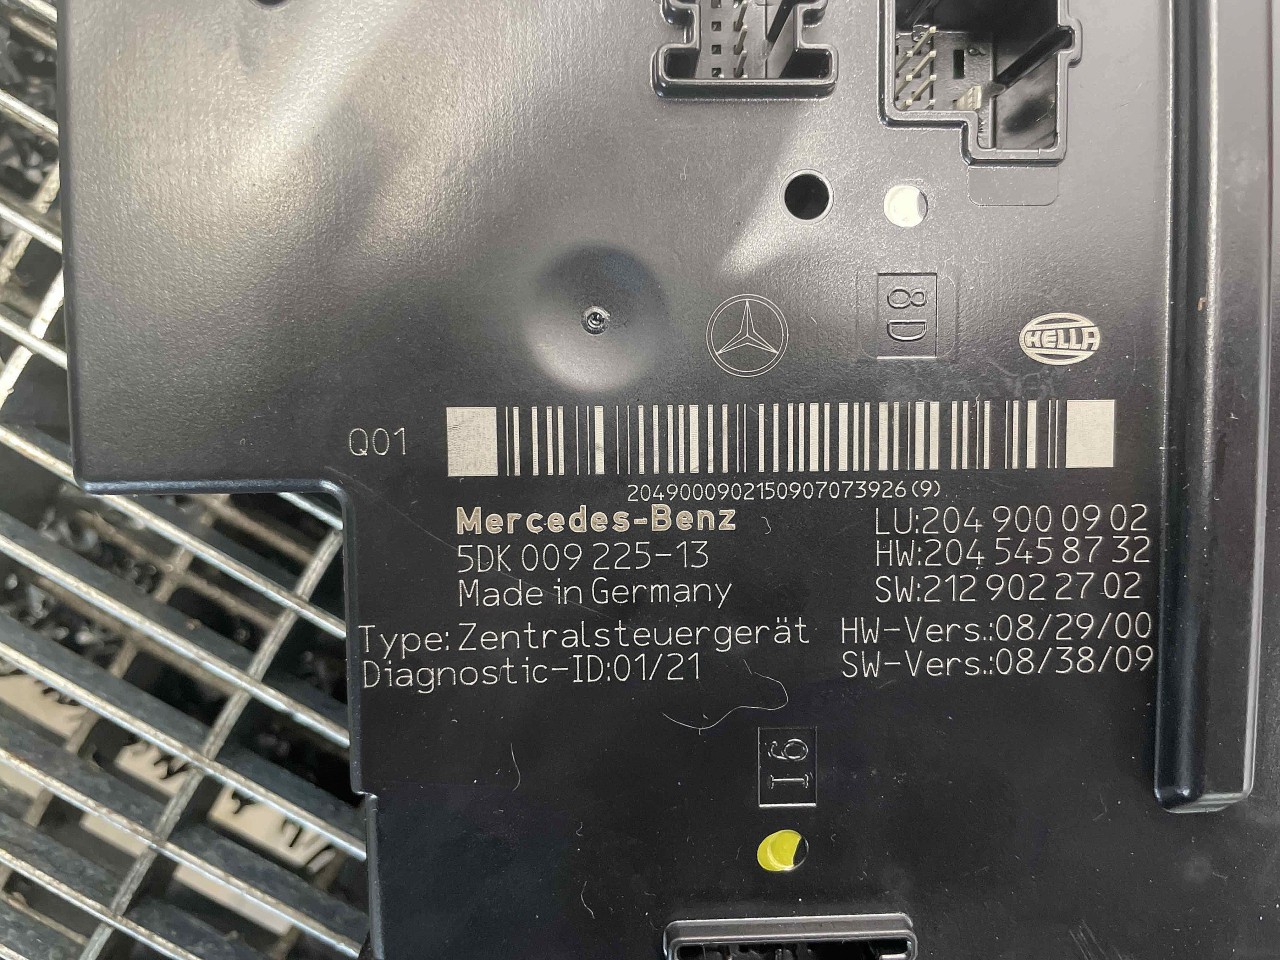 8D
HELLA
Q01
2049000902150907073926(9)
Mercedes-Benz
LU:204 900 09 02
5DK 009 225-13
HW:204 545 87 32
Made in Germany
SW:212 902 27 02
Type: Zentralsteuergerät
HW-Vers.:08/29/00
Diagnostic-ID:01/21
SW-Vers.:08/38/09
I6